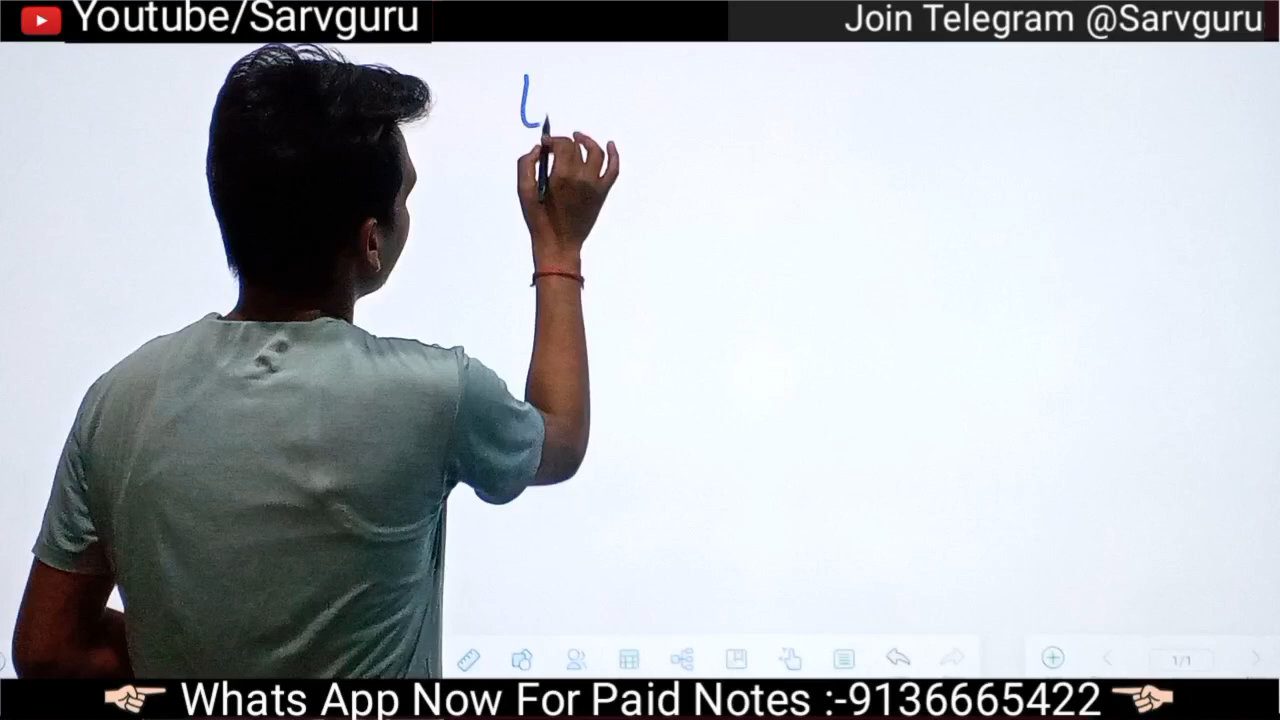 Youtube/Sarvguru
Join Telegram @Sarvguru
L
1/1
Whats App Now For Paid Notes :-9136665422